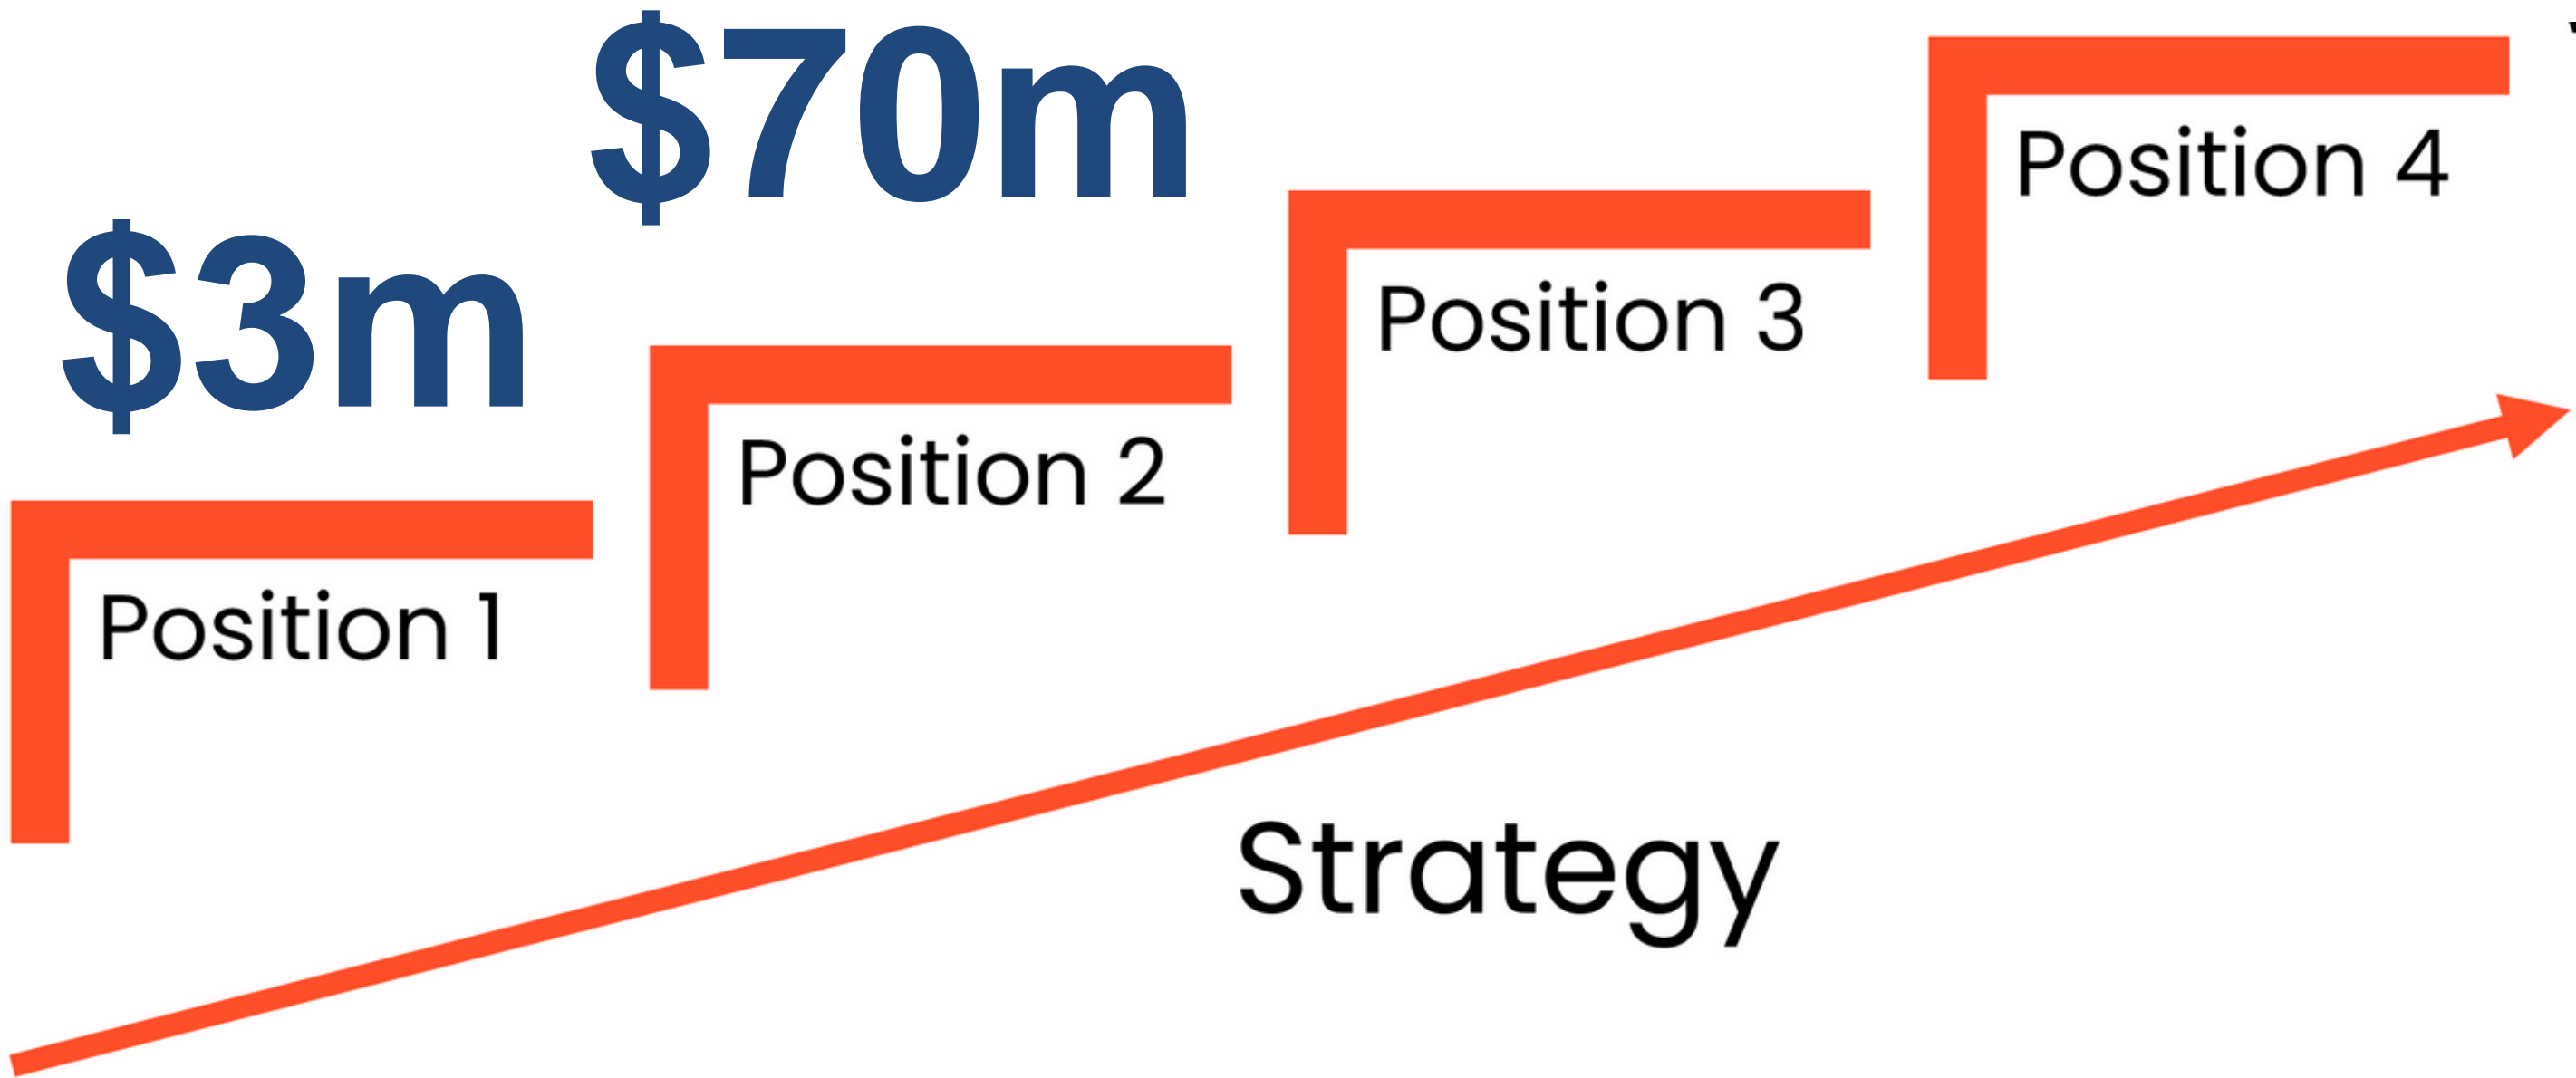 $70m
$3m
Position 4
Position 3
Position 2
Position 1
Strategy